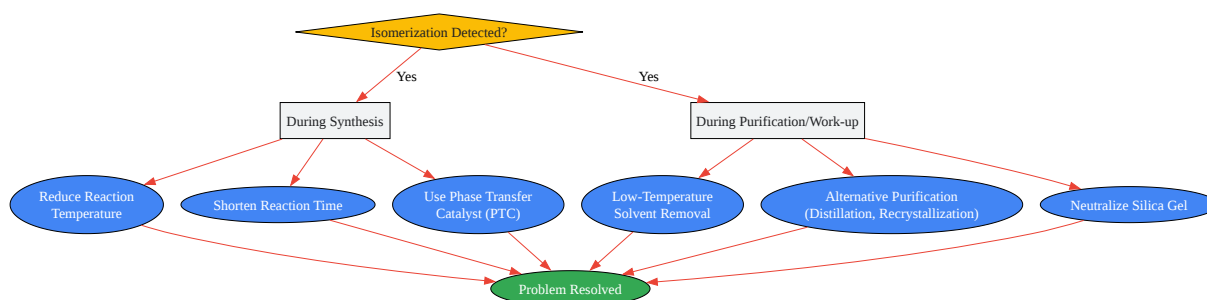 Isomerization Detected?
Yes
Yes
During Synthesis
During Purification/Work-up
Reduce Reaction
Temperature
Shorten Reaction Time
Use Phase Transfer
Catalyst (PTC)
Low-Temperature
Solvent Removal
Alternative Purification
(Distillation, Recrystallization)
Neutralize Silica Gel
Problem Resolved